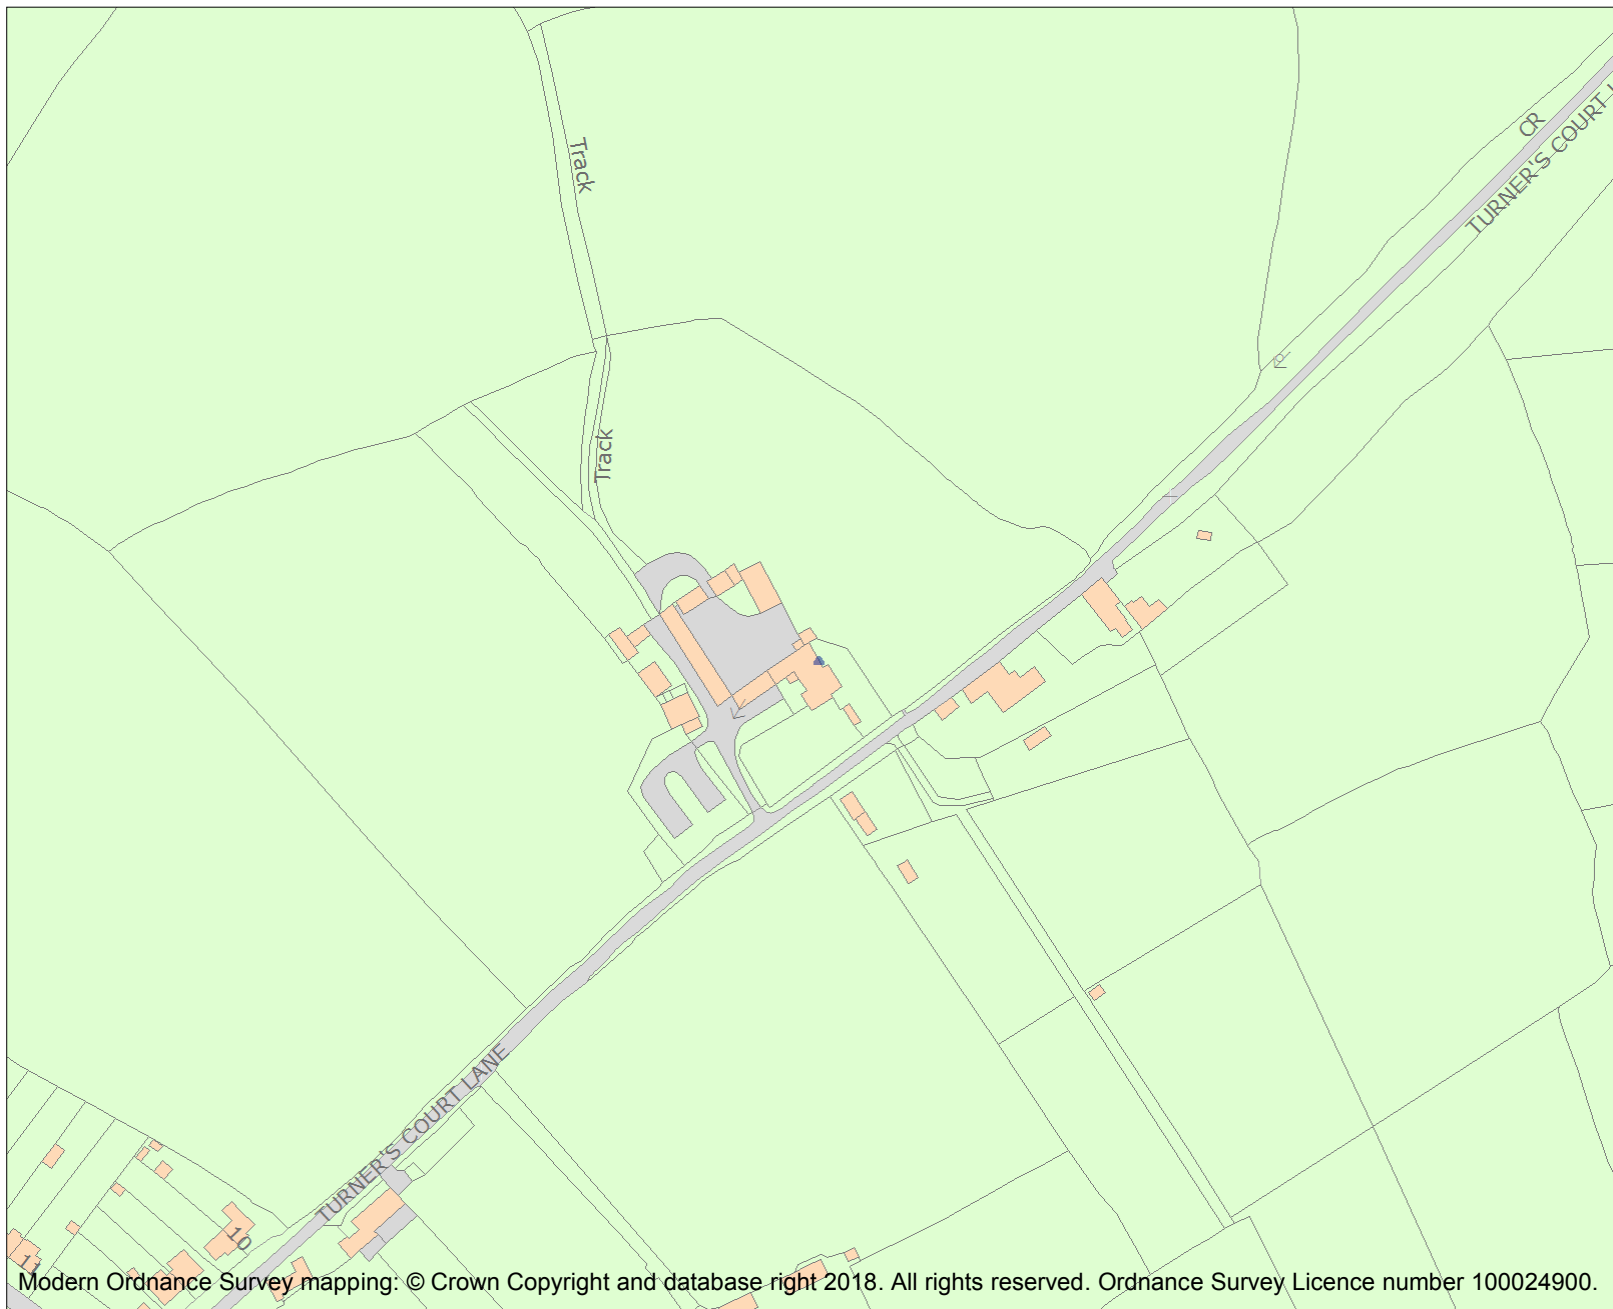 Track
CR
TURNER'S COURT
Track
TURNER'S COURT LANE
10
11
Modern Ordnance Survey mapping: © Crown Copyright and database right 2018. All rights reserved. Ordnance Survey Licence number 100024900.